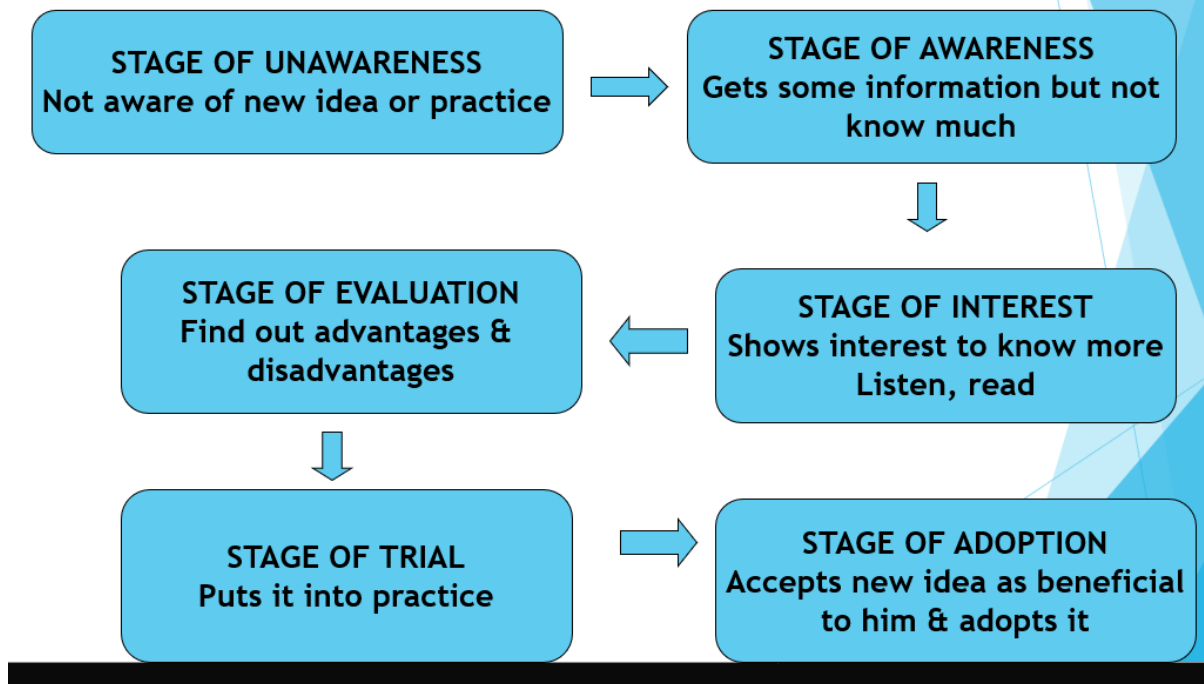 STAGE OF UNAWARENESS
Not aware of new idea or practice
STAGE OF AWARENESS
Gets some information but not
know much
STAGE OF INTEREST
Shows interest to know more
Listen, read
STAGE OF EVALUATION
Find out advantages &
disadvantages
STAGE OF TRIAL
Puts it into practice
STAGE OF ADOPTION
Accepts new idea as beneficial
to him & adopts it